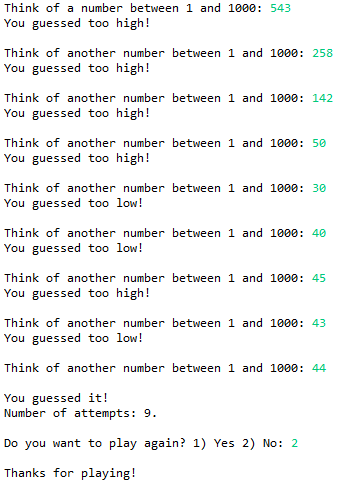 Think of a number between 1 and 1000: 543
You guessed too high!
Think of another number between 1 and 1000: 258
You guessed too high!
Think of another number between 1 and 1000: 142
You guessed too high!
Think of another number between 1 and 1000: 50
You guessed too high!
Think of another number between 1 and 1000: 30
You guessed too low!
Think of another number between 1 and 1000: 40
You guessed too low!
Think of another number between 1 and 1000: 45
You guessed too high!
Think of another number between 1 and 1000: 43
You guessed too low!
Think of another number between 1 and 1000: 44
You guessed it!
Number of attempts: 9.
Do you want to play again? 1) Yes 2) No: 2
Thanks for playing!